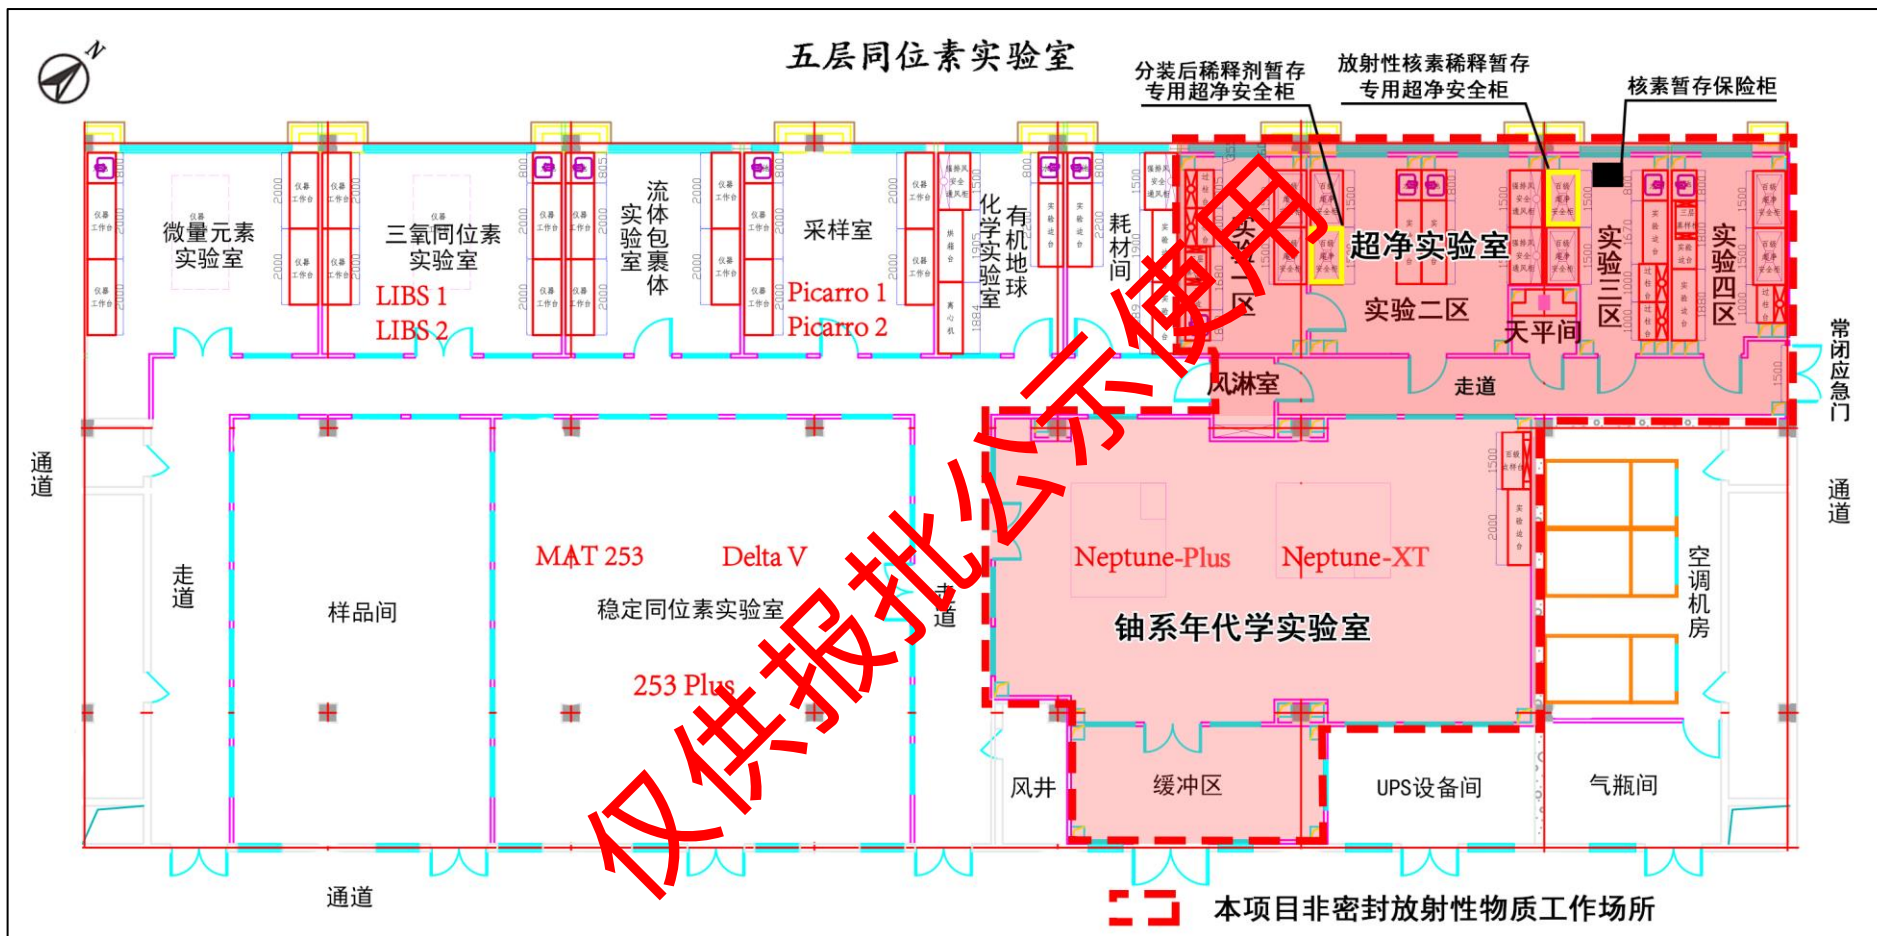 N
五层同位素实验室
分装后稀释剂暂存
专用超净安全柜
放射性核素稀释暂存
专用超净安全柜
核素暂存保险柜
微量元素
实验室
三氧同位素
实验室
LIBS 1
LIBS 2
流体包裹体
实验室
采样室
Picarro 1
Picarro 2
有机地球
化学实验室
耗材间
实验一区
超净实验室
实验二区
天平间
实验三区
实验四区
风淋室
走道
常闭应急门
通道
走道
样品间
MAT 253
Delta V
稳定同位素实验室
253 Plus
走道
Neptune-Plus
Neptune-XT
铀系年代学实验室
空调机房
通道
风井
缓冲区
UPS设备间
气瓶间
通道
本项目非密封放射性物质工作场所
仅供报批公示使用